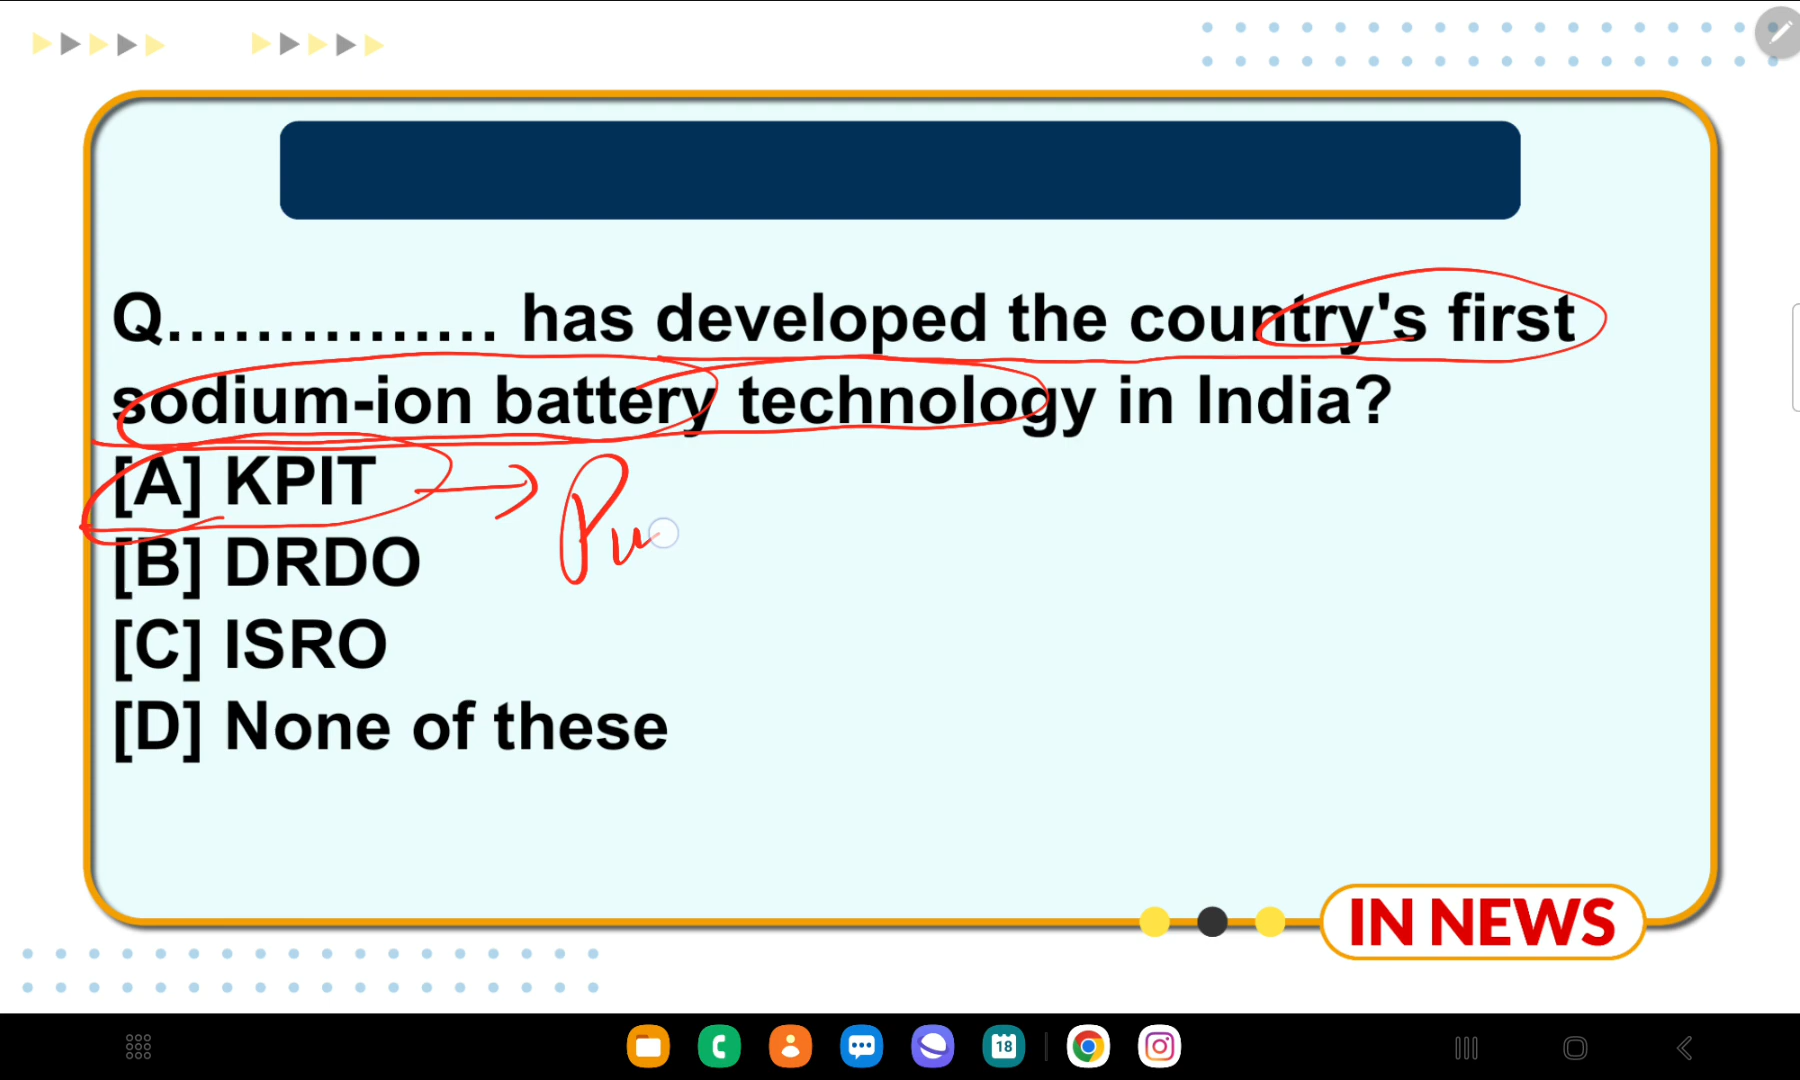 Q............... has developed the country's first
sodium-ion battery technology in India?
[A] KPIT
Pu
[B] DRDO
[C] ISRO
[D] None of these
IN NEWS
18